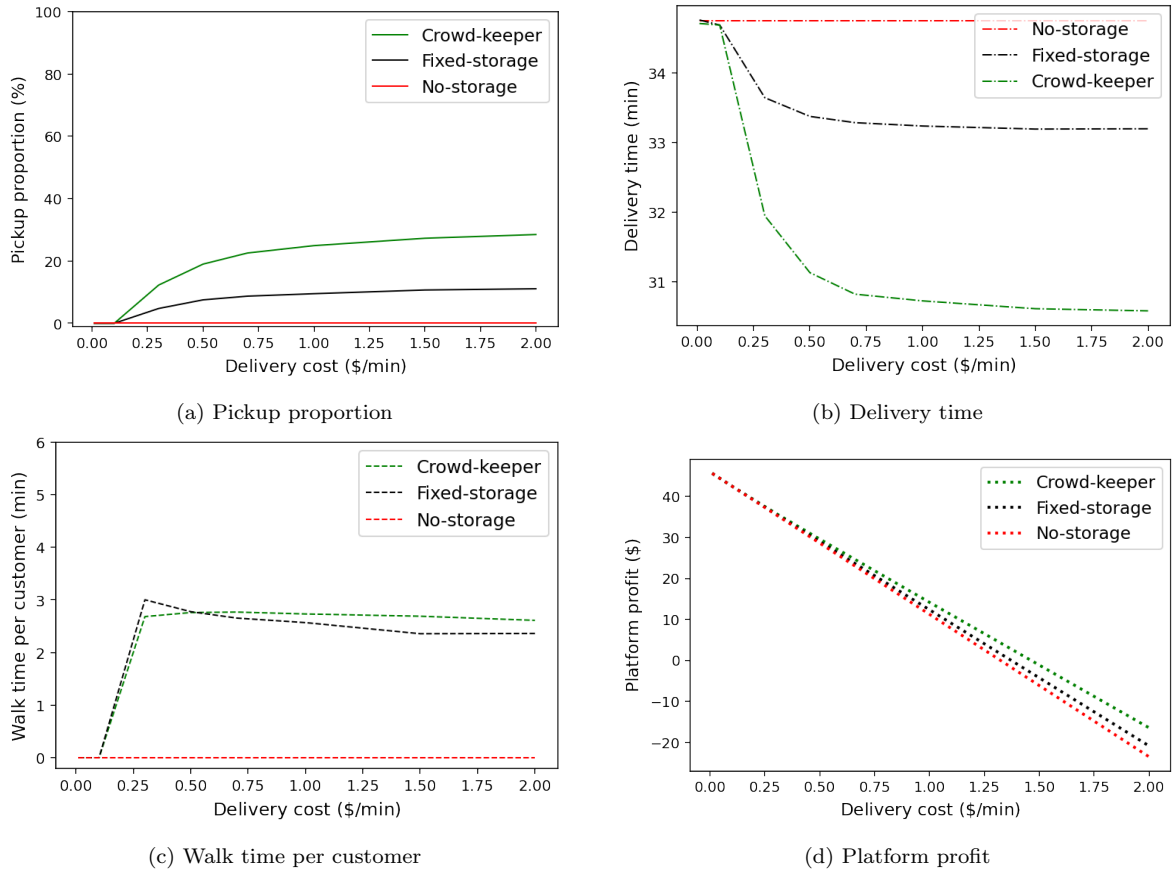 Pickup proportion (%)
100
80
60
40
20
0
Crowd-keeper
Fixed-storage
No-storage
0.00 0.25 0.50 0.75 1.00 1.25 1.50 1.75 2.00
Delivery cost ($/min)
(a) Pickup proportion
Delivery time (min)
34
33
32
31
No-storage
Fixed-storage
Crowd-keeper
0.00 0.25 0.50 0.75 1.00 1.25 1.50 1.75 2.00
Delivery cost ($/min)
(b) Delivery time
Walk time per customer (min)
6
5
4
3
2
1
0
Crowd-keeper
Fixed-storage
No-storage
0.00 0.25 0.50 0.75 1.00 1.25 1.50 1.75 2.00
Delivery cost ($/min)
(c) Walk time per customer
Platform profit ($)
40
30
20
10
0
−10
−20
Crowd-keeper
Fixed-storage
No-storage
0.00 0.25 0.50 0.75 1.00 1.25 1.50 1.75 2.00
Delivery cost ($/min)
(d) Platform profit